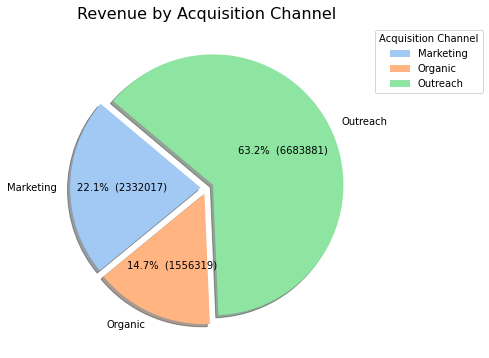 Revenue by Acquisition Channel
Acquisition Channel
Marketing
Organic
Outreach
Outreach
63.2%  (6683881)
Marketing
22.1%  (2332017)
14.7%  (1556319)
Organic